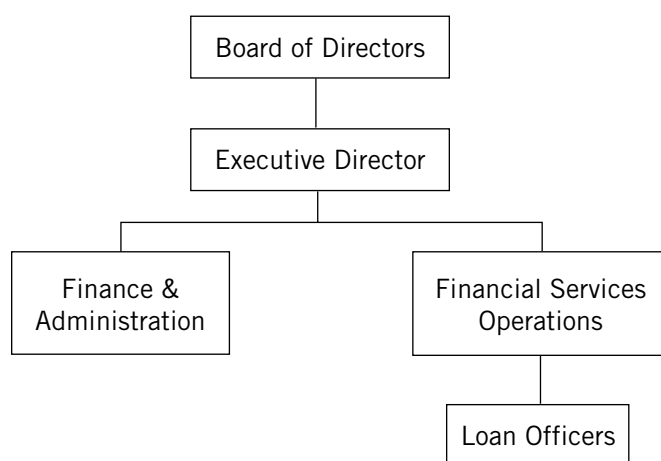 Board of Directors
Executive Director
Finance &
Administration
Financial Services
Operations
Loan Officers